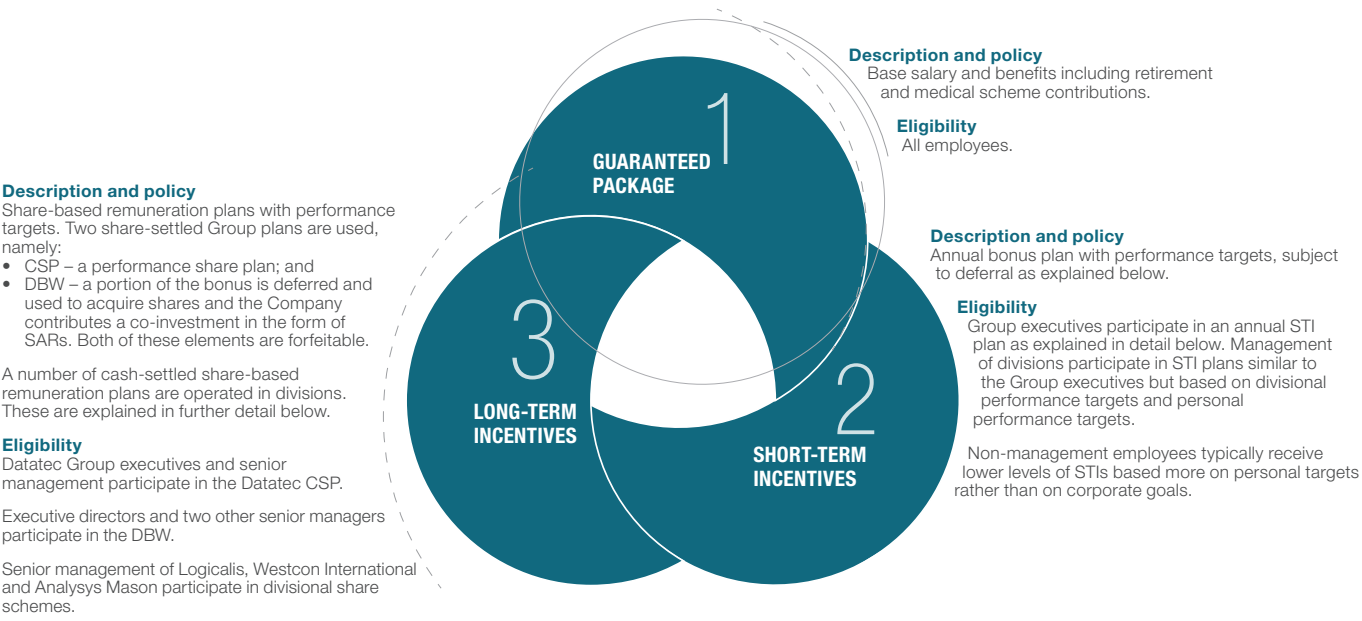 1
GUARANTEED
PACKAGE
Description and policy
Base salary and benefits including retirement
and medical scheme contributions.
Eligibility
All employees.
2
SHORT-TERM
INCENTIVES
Description and policy
Annual bonus plan with performance targets, subject
to deferral as explained below.
Eligibility
Group executives participate in an annual STI
plan as explained in detail below. Management
of divisions participate in STI plans similar to
the Group executives but based on divisional
performance targets and personal
performance targets.
Non-management employees typically receive
lower levels of STIs based more on personal targets
rather than on corporate goals.
3
LONG-TERM
INCENTIVES
Description and policy
Share-based remuneration plans with performance
targets. Two share-settled Group plans are used,
namely:
• CSP – a performance share plan; and
• DBW – a portion of the bonus is deferred and
used to acquire shares and the Company
contributes a co-investment in the form of
SARs. Both of these elements are forfeitable.
A number of cash-settled share-based
remuneration plans are operated in divisions.
These are explained in further detail below.
Eligibility
Datatec Group executives and senior
management participate in the Datatec CSP.
Executive directors and two other senior managers
participate in the DBW.
Senior management of Logicalis, Westcon International
and Analysys Mason participate in divisional share
schemes.